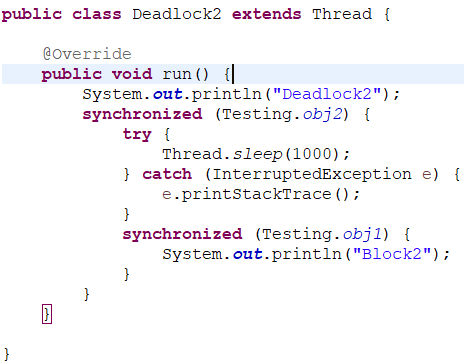 public class Deadlock2 extends Thread {
@Override
public void run() {
System.out.println("Deadlock2");
synchronized (Testing.obj2) {
try {
Thread.sleep(1000);
} catch (InterruptedException e) {
e.printStackTrace();
}
synchronized (Testing.obj1) {
System.out.println("Block2");
}
}
}
}